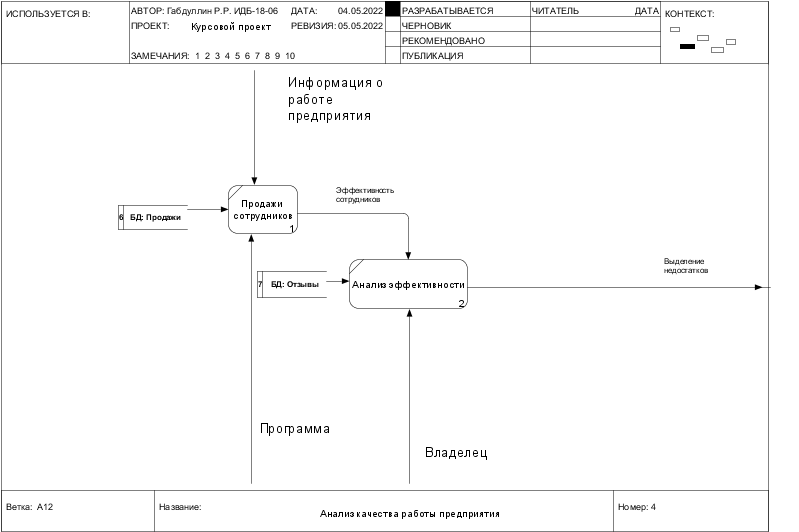 ИСПОЛЬЗУЕТСЯ В:
АВТОР: Габдуллин Р.Р. ИДБ-18-06 ДАТА: 04.05.2022
РАЗРАБАТЫВАЕТСЯ
ЧИТАТЕЛЬ ДАТА
КОНТЕКСТ:
ПРОЕКТ: Курсовой проект РЕВИЗИЯ: 05.05.2022
ЧЕРНОВИК
РЕКОМЕНДОВАНО
ЗАМЕЧАНИЯ: 1 2 3 4 5 6 7 8 9 10
ПУБЛИКАЦИЯ
Информация о
работе
предприятия
Эффективность
сотрудников
Продажи
сотрудников
1
6 БД: Продажи
Выделение
недостатков
7 БД: Отзывы
Анализ эффективности
2
Программа
Владелец
Ветка: A12
Название:
Анализ качества работы предприятия
Номер: 4